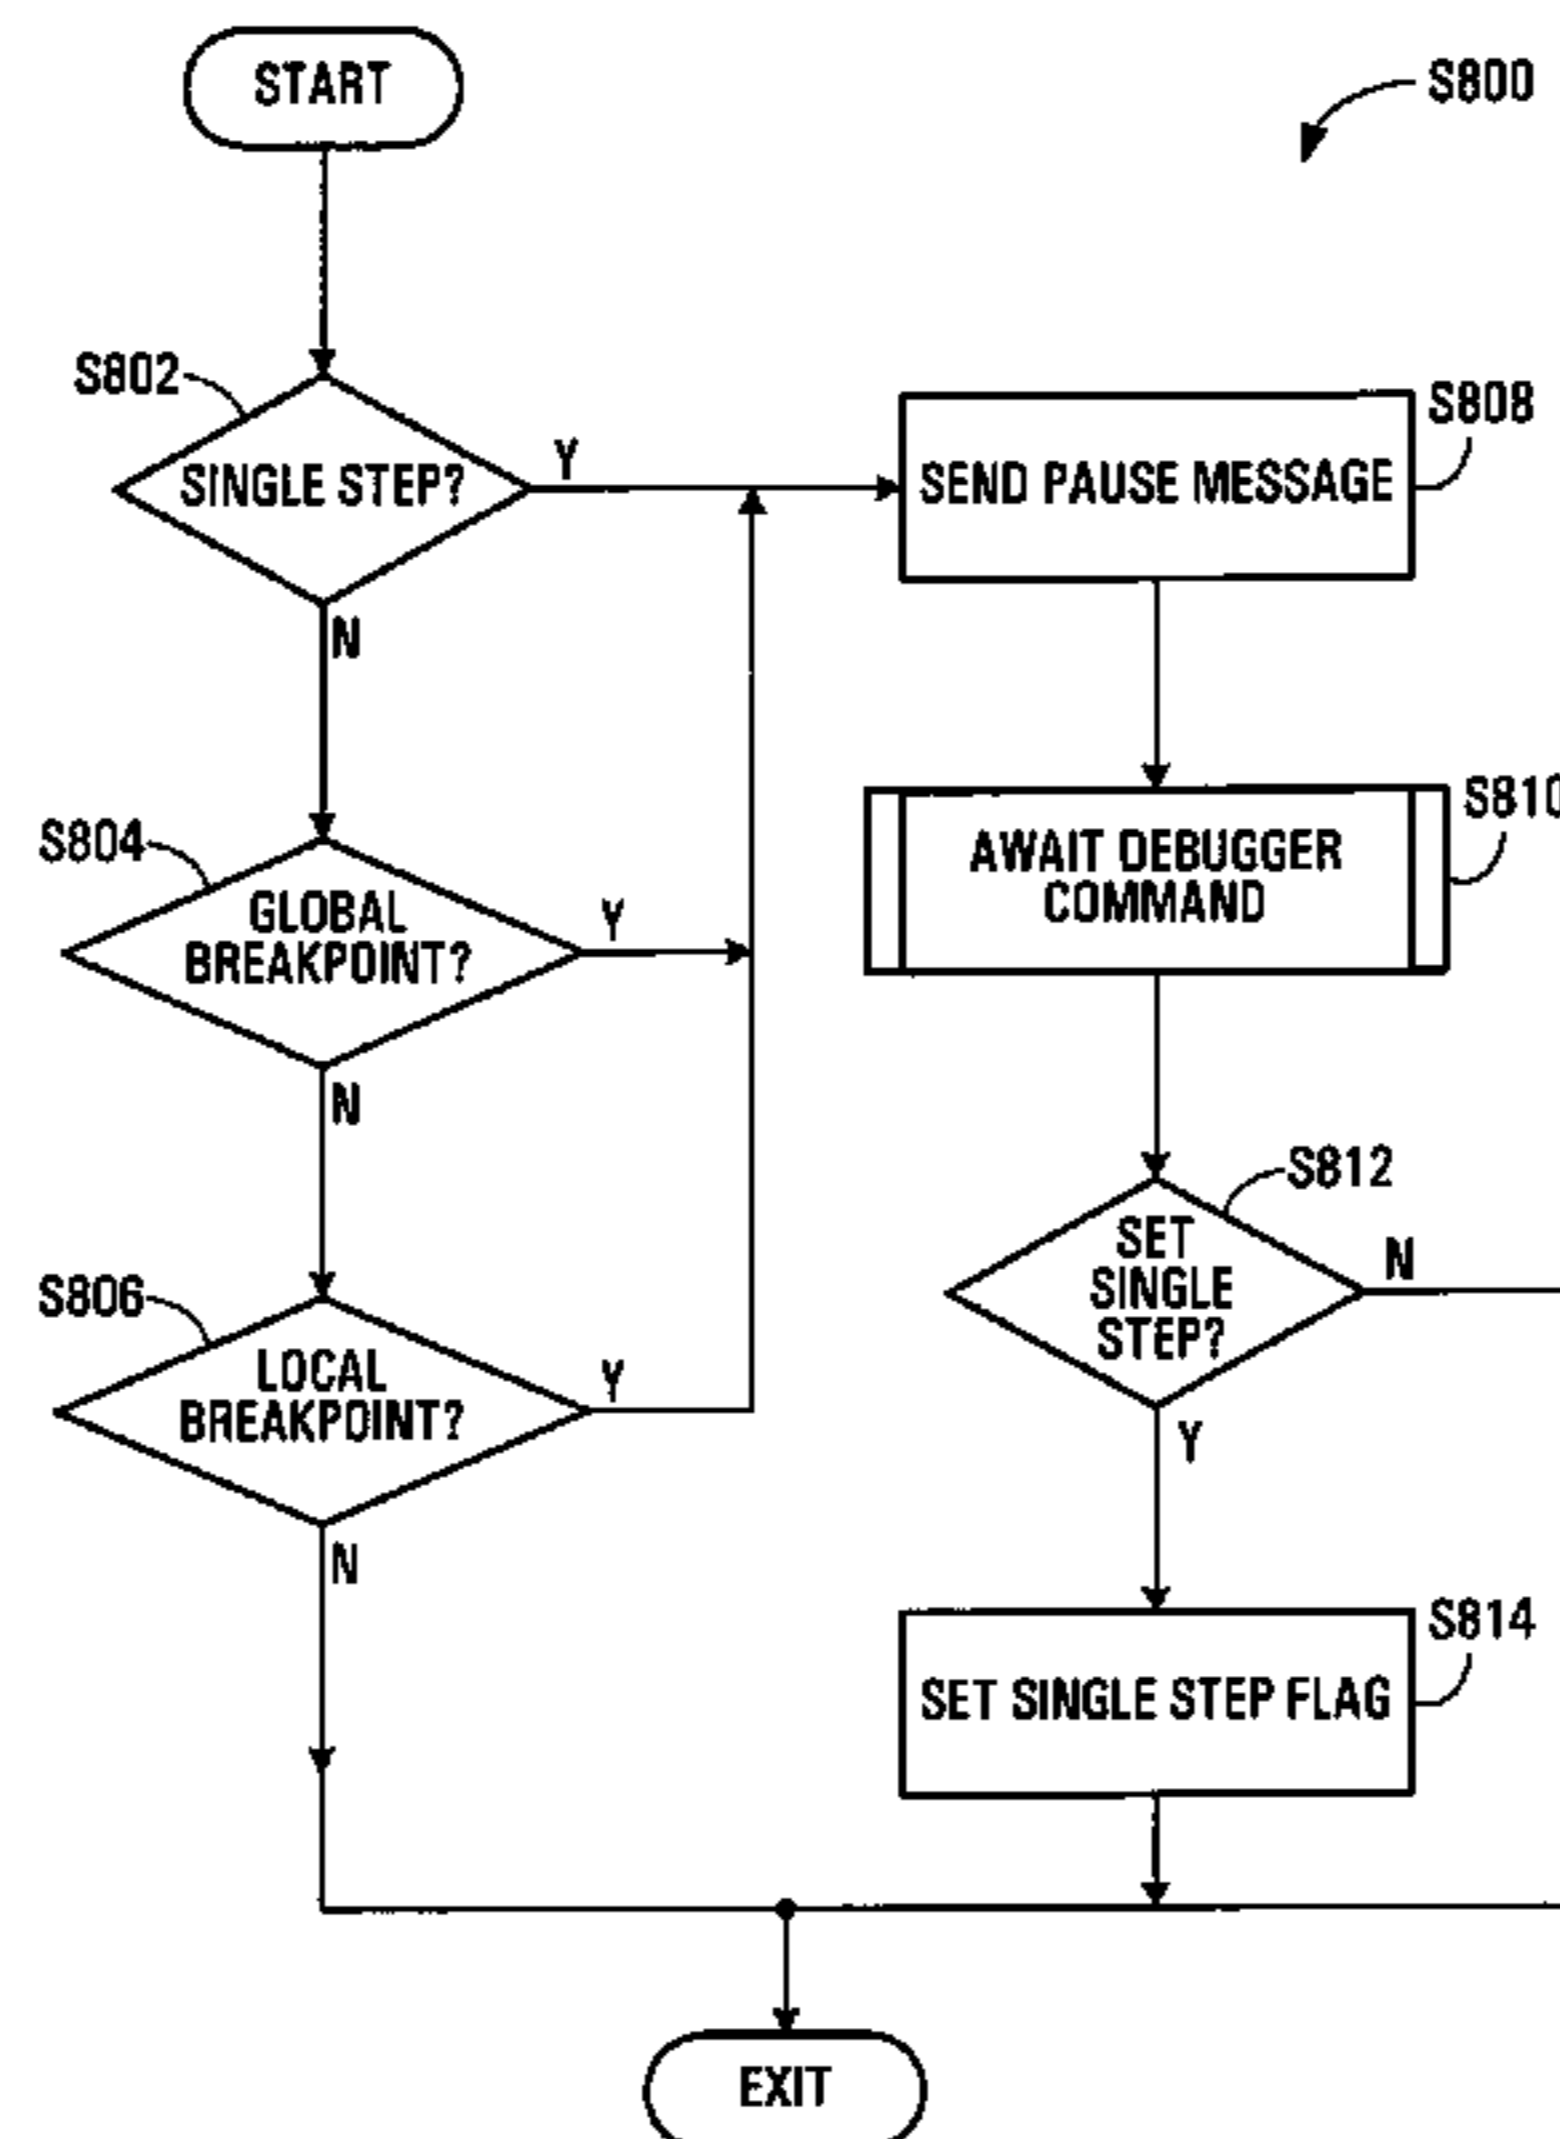 START
S800
S802
SINGLE STEP?
Y
N
S808
SEND PAUSE MESSAGE
S804
GLOBAL
BREAKPOINT?
Y
N
S810
AWAIT DEBUGGER
COMMAND
S806
LOCAL
BREAKPOINT?
Y
N
S812
SET
SINGLE
STEP?
N
Y
S814
SET SINGLE STEP FLAG
EXIT